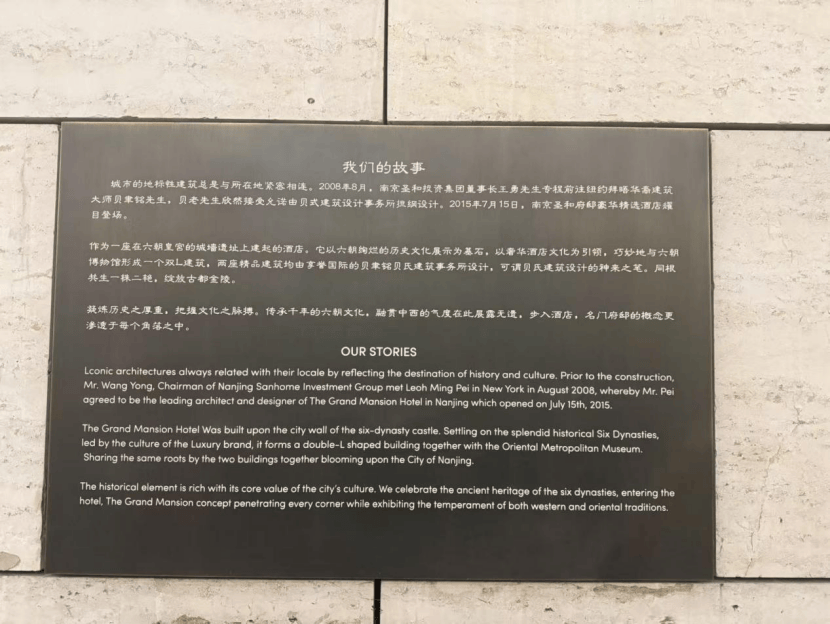 我们的故事
城市的地标性建筑总是与所在地紧密相连。2008年8月，南京圣和投资集团董事长王勇先生专程前往纽约拜晤华裔建筑
大师贝聿铭先生，贝老先生欣然接受允诺由贝式建筑设计事务所担纲设计。2015年7月15日，南京圣和府邸豪华精选酒店耀
目登场。
作为一座在六朝皇宫的城墙遗址上建起的酒店。它以六朝绚烂的历史文化展示为基石，以奢华酒店文化为引领，巧妙地与六朝
博物馆形成一个双L建筑，两座精品建筑均由享誉国际的贝聿铭贝氏建筑事务所设计，可谓贝氏建筑设计的神来之笔。同根
共生一株二艳，绽放古都金陵。
凝炼历史之厚重，把握文化之脉搏。传承千年的六朝文化，融贯中西的气度在此展露无遗，步入酒店，名门府邸的概念更
渗透于每个角落之中。
OUR STORIES
Lconic architectures always related with their locale by reflecting the destination of history and culture. Prior to the construction,
Mr. Wang Yong, Chairman of Nanjing Sanhome Investment Group met Leoh Ming Pei in New York in August 2008, whereby Mr. Pei
agreed to be the leading architect and designer of The Grand Mansion Hotel in Nanjing which opened on July 15th, 2015.
The Grand Mansion Hotel Was built upon the city wall of the six-dynasty castle. Settling on the splendid historical Six Dynasties,
led by the culture of the Luxury brand, it forms a double-L shaped building together with the Oriental Metropolitan Museum.
Sharing the same roots by the two buildings together blooming upon the City of Nanjing.
The historical element is rich with its core value of the city's culture. We celebrate the ancient heritage of the six dynasties, entering the
hotel, The Grand Mansion concept penetrating every corner while exhibiting the temperament of both western and oriental traditions.